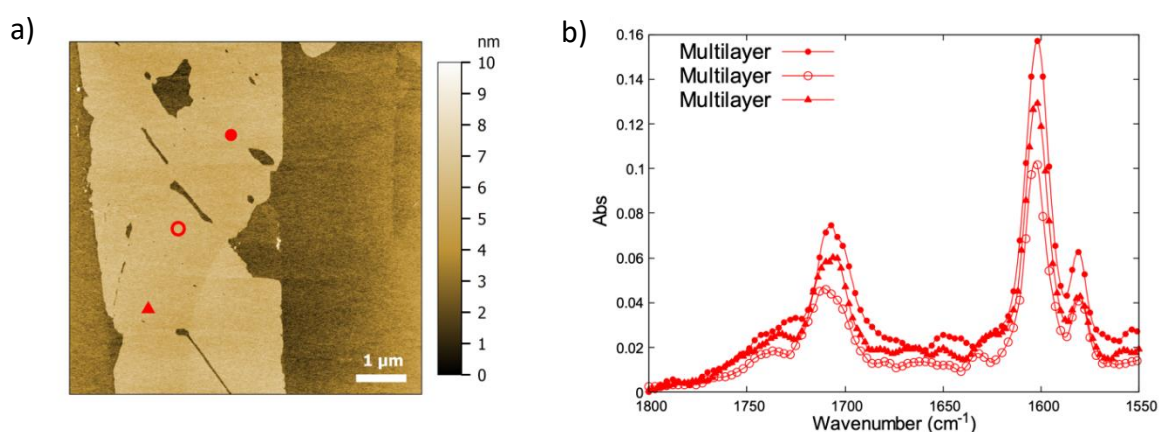 a)
nm
10
9
8
7
6
5
4
3
2
1
0
1 μm
b)
0.16
0.14
0.12
0.1
0.08
0.06
0.04
0.02
0
Abs
Multilayer
Multilayer
Multilayer
1800
1750
1700
1650
1600
1550
Wavenumber (cm⁻¹)